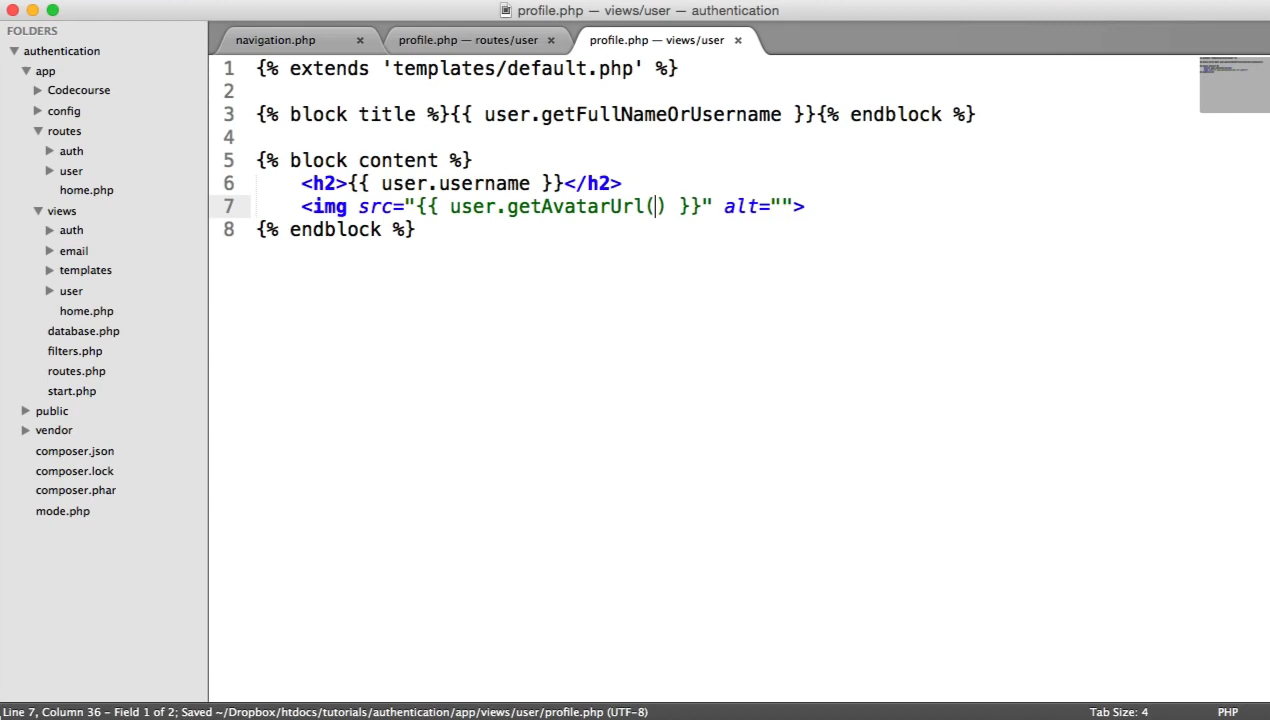 profile.php — views/user — authentication
FOLDERS
authentication
app
Codecourse
config
routes
auth
user
home.php
views
auth
email
templates
user
home.php
database.php
filters.php
routes.php
start.php
public
vendor
composer.json
composer.lock
composer.phar
mode.php
navigation.php ×
profile.php — routes/user ×
profile.php — views/user ×
1 {% extends 'templates/default.php' %}
2
3 {% block title %}{{ user.getFullNameOrUsername }}{% endblock %}
4
5 {% block content %}
6 <h2>{{ user.username }}</h2>
7 <img src="{{ user.getAvatarUrl() }}" alt="">
8 {% endblock %}
Line 7, Column 36 – Field 1 of 2; Saved ~/Dropbox/htdocs/tutorials/authentication/app/views/user/profile.php (UTF-8)
Tab Size: 4
PHP